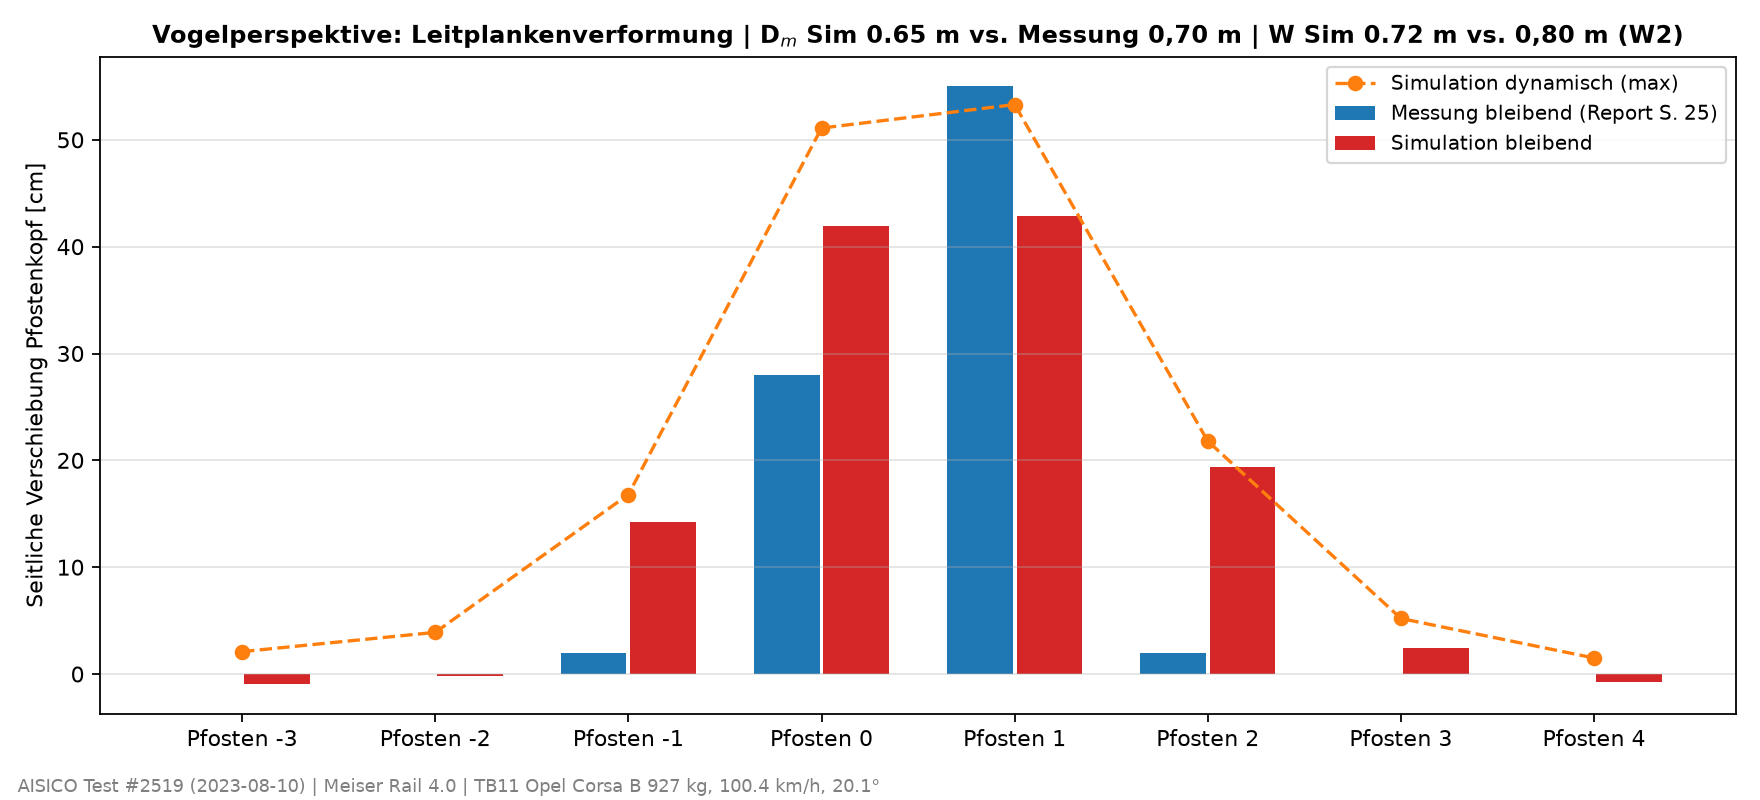 Vogelperspektive: Leitplankenverformung | Dm Sim 0.65 m vs. Messung 0,70 m | W Sim 0.72 m vs. 0,80 m (W2)
Simulation dynamisch (max)
Messung bleibend (Report S. 25)
Simulation bleibend
Seitliche Verschiebung Pfostenkopf [cm]
50
40
30
20
10
0
Pfosten -3 Pfosten -2 Pfosten -1 Pfosten 0 Pfosten 1 Pfosten 2 Pfosten 3 Pfosten 4
AISICO Test #2519 (2023-08-10) | Meiser Rail 4.0 | TB11 Opel Corsa B 927 kg, 100.4 km/h, 20.1°